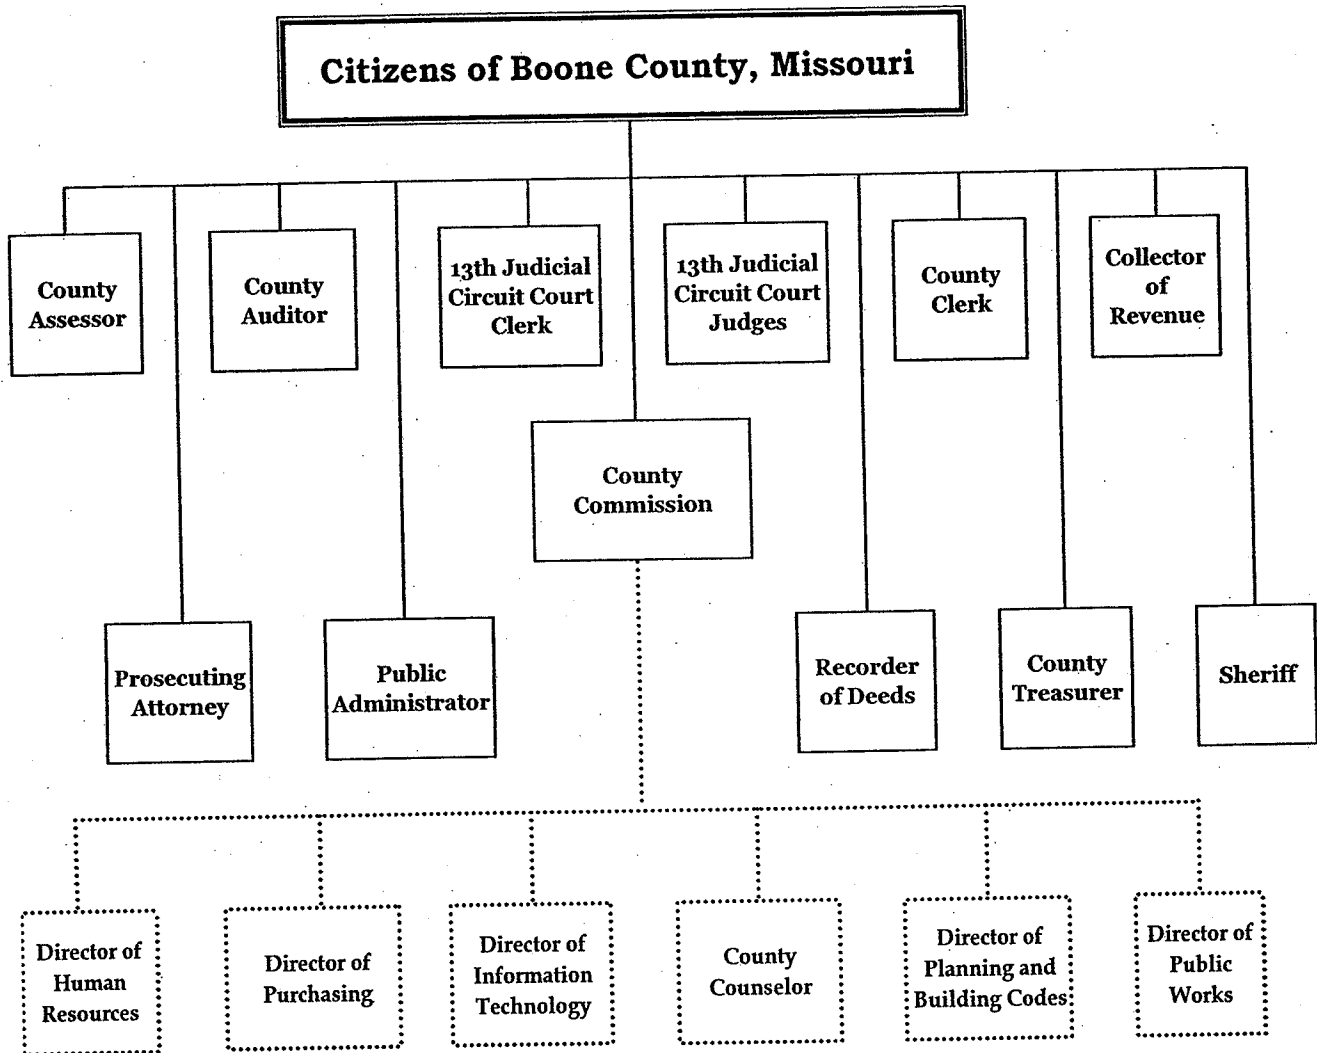 Citizens of Boone County, Missouri
County
Assessor
County
Auditor
13th Judicial
Circuit Court
Clerk
13th Judicial
Circuit Court
Judges
County
Clerk
Collector
of
Revenue
County
Commission
Prosecuting
Attorney
Public
Administrator
Recorder
of Deeds
County
Treasurer
Sheriff
Director of
Human
Resources
Director of
Purchasing
Director of
Information
Technology
County
Counselor
Director of
Planning and
Building Codes
Director of
Public
Works